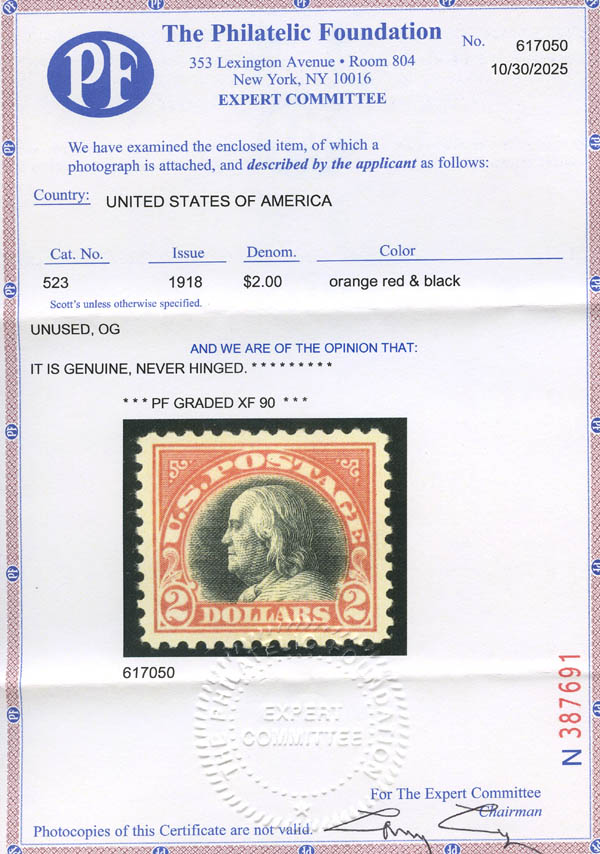 PF
The Philatelic Foundation
No. 617050
353 Lexington Avenue • Room 804
10/30/2025
New York, NY 10016
EXPERT COMMITTEE
We have examined the enclosed item, of which a
photograph is attached, and described by the applicant as follows:
Country: UNITED STATES OF AMERICA
Cat. No. Issue Denom. Color
523 1918 $2.00 orange red & black
Scott's unless otherwise specified.
UNUSED, OG
AND WE ARE OF THE OPINION THAT:
IT IS GENUINE, NEVER HINGED. * * * * * * * * *
* * * PF GRADED XF 90 * * *
U.S. POSTAGE
2 DOLLARS 2
617050
THE PHILATELIC FOUNDATION
EXPERT
COMMITTEE
N 387691
For The Expert Committee
Chairman
Photocopies of this Certificate are not valid.